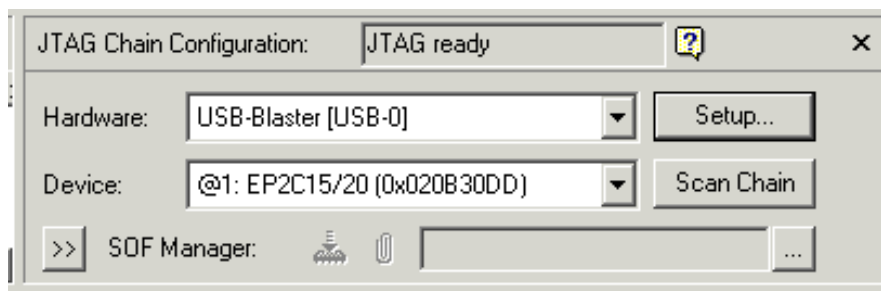 JTAG Chain Configuration: JTAG ready ?
Hardware: USB-Blaster [USB-0] Setup...
Device: @1: EP2C15/20 (0x020B30DD) Scan Chain
>> SOF Manager: ...